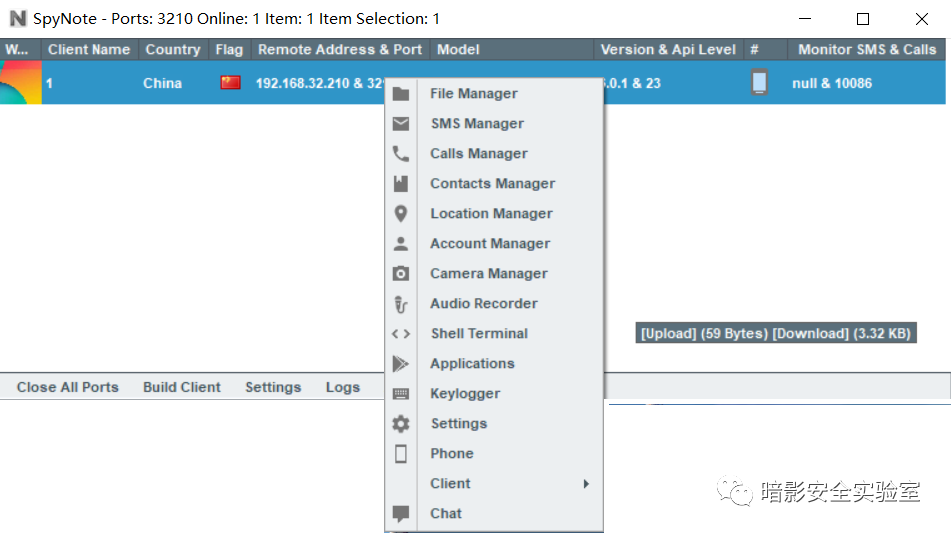 SpyNote - Ports: 3210 Online: 1 Item: 1 Item Selection: 1
W... Client Name Country Flag Remote Address & Port Model Version & Api Level # Monitor SMS & Calls
1 China 192.168.32.210 & 32 .0.1 & 23 null & 10086
File Manager
SMS Manager
Calls Manager
Contacts Manager
Location Manager
Account Manager
Camera Manager
Audio Recorder
Shell Terminal
[Upload] (59 Bytes) [Download] (3.32 KB)
Applications
Close All Ports Build Client Settings Logs
Keylogger
Settings
Phone
Client
Chat
暗影安全实验室